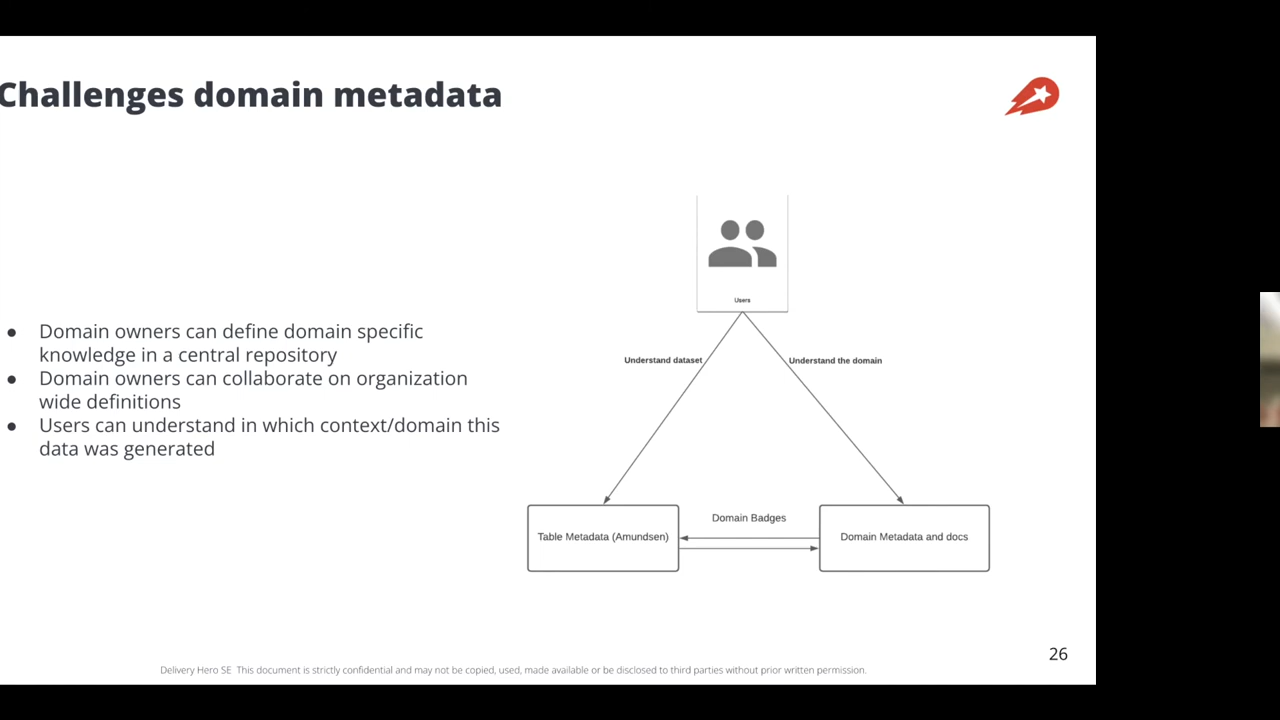 Challenges domain metadata
Domain owners can define domain specific
knowledge in a central repository
Domain owners can collaborate on organization
wide definitions
Users can understand in which context/domain this
data was generated
Users
Understand dataset
Understand the domain
Domain Badges
Table Metadata (Amundsen)
Domain Metadata and docs
26
Delivery Hero SE This document is strictly confidential and may not be copied, used, made available or be disclosed to third parties without prior written permission.